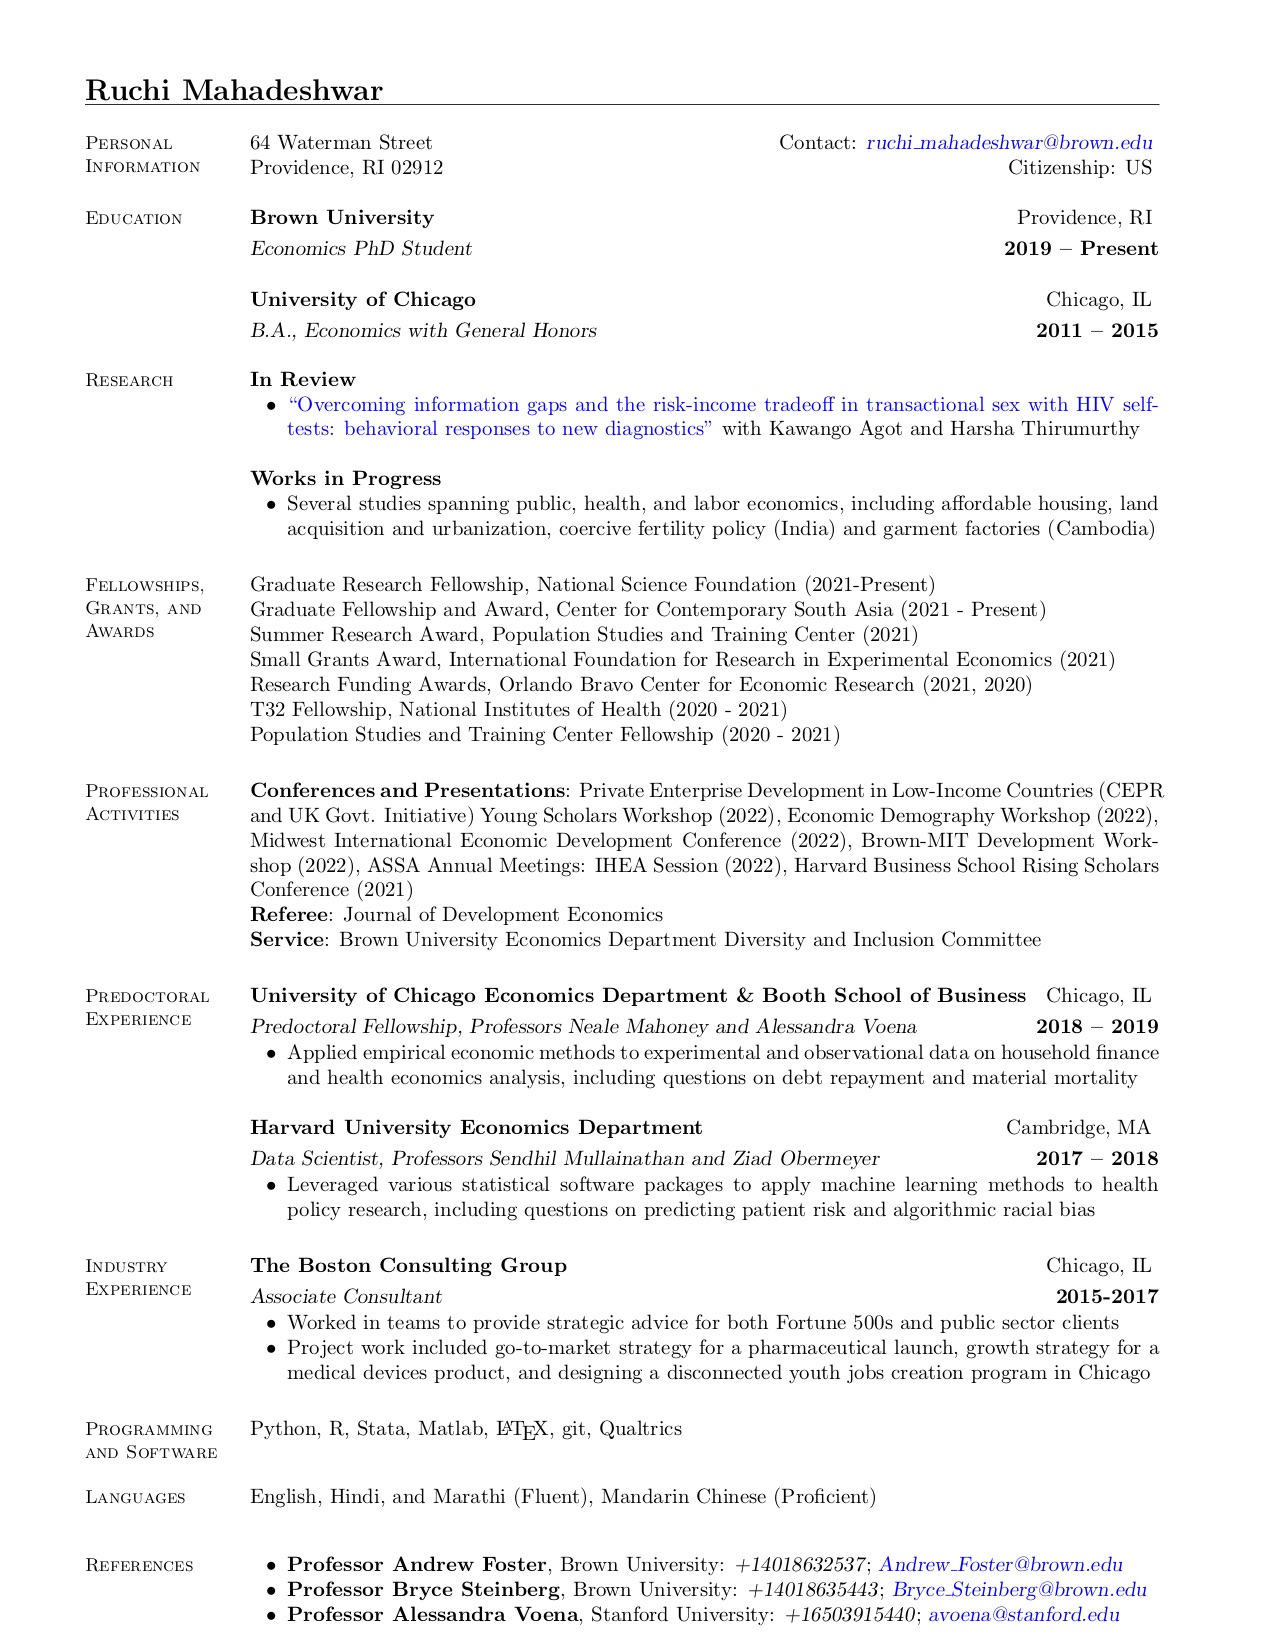 Ruchi Mahadeshwar
Personal Information
64 Waterman Street
Contact: ruchi_mahadeshwar@brown.edu
Providence, RI 02912
Citizenship: US
Education
Brown University
Providence, RI
Economics PhD Student
2019 – Present
University of Chicago
Chicago, IL
B.A., Economics with General Honors
2011 – 2015
Research
In Review
• “Overcoming information gaps and the risk-income tradeoff in transactional sex with HIV self-
tests: behavioral responses to new diagnostics” with Kawango Agot and Harsha Thirumurthy
Works in Progress
• Several studies spanning public, health, and labor economics, including affordable housing, land
acquisition and urbanization, coercive fertility policy (India) and garment factories (Cambodia)
Fellowships,
Grants, and
Awards
Graduate Research Fellowship, National Science Foundation (2021-Present)
Graduate Fellowship and Award, Center for Contemporary South Asia (2021 - Present)
Summer Research Award, Population Studies and Training Center (2021)
Small Grants Award, International Foundation for Research in Experimental Economics (2021)
Research Funding Awards, Orlando Bravo Center for Economic Research (2021, 2020)
T32 Fellowship, National Institutes of Health (2020 - 2021)
Population Studies and Training Center Fellowship (2020 - 2021)
Professional
Activities
Conferences and Presentations: Private Enterprise Development in Low-Income Countries (CEPR
and UK Govt. Initiative) Young Scholars Workshop (2022), Economic Demography Workshop (2022),
Midwest International Economic Development Conference (2022), Brown-MIT Development Work-
shop (2022), ASSA Annual Meetings: IHEA Session (2022), Harvard Business School Rising Scholars
Conference (2021)
Referee: Journal of Development Economics
Service: Brown University Economics Department Diversity and Inclusion Committee
Predoctoral
Experience
University of Chicago Economics Department & Booth School of Business
Chicago, IL
Predoctoral Fellowship, Professors Neale Mahoney and Alessandra Voena
2018 – 2019
• Applied empirical economic methods to experimental and observational data on household finance
and health economics analysis, including questions on debt repayment and material mortality
Harvard University Economics Department
Cambridge, MA
Data Scientist, Professors Sendhil Mullainathan and Ziad Obermeyer
2017 – 2018
• Leveraged various statistical software packages to apply machine learning methods to health
policy research, including questions on predicting patient risk and algorithmic racial bias
Industry
Experience
The Boston Consulting Group
Chicago, IL
Associate Consultant
2015-2017
• Worked in teams to provide strategic advice for both Fortune 500s and public sector clients
• Project work included go-to-market strategy for a pharmaceutical launch, growth strategy for a
medical devices product, and designing a disconnected youth jobs creation program in Chicago
Programming
and Software
Python, R, Stata, Matlab, LATEX, git, Qualtrics
Languages
English, Hindi, and Marathi (Fluent), Mandarin Chinese (Proficient)
References
• Professor Andrew Foster, Brown University: +14018632537; Andrew_Foster@brown.edu
• Professor Bryce Steinberg, Brown University: +14018635443; Bryce_Steinberg@brown.edu
• Professor Alessandra Voena, Stanford University: +16503915440; avoena@stanford.edu